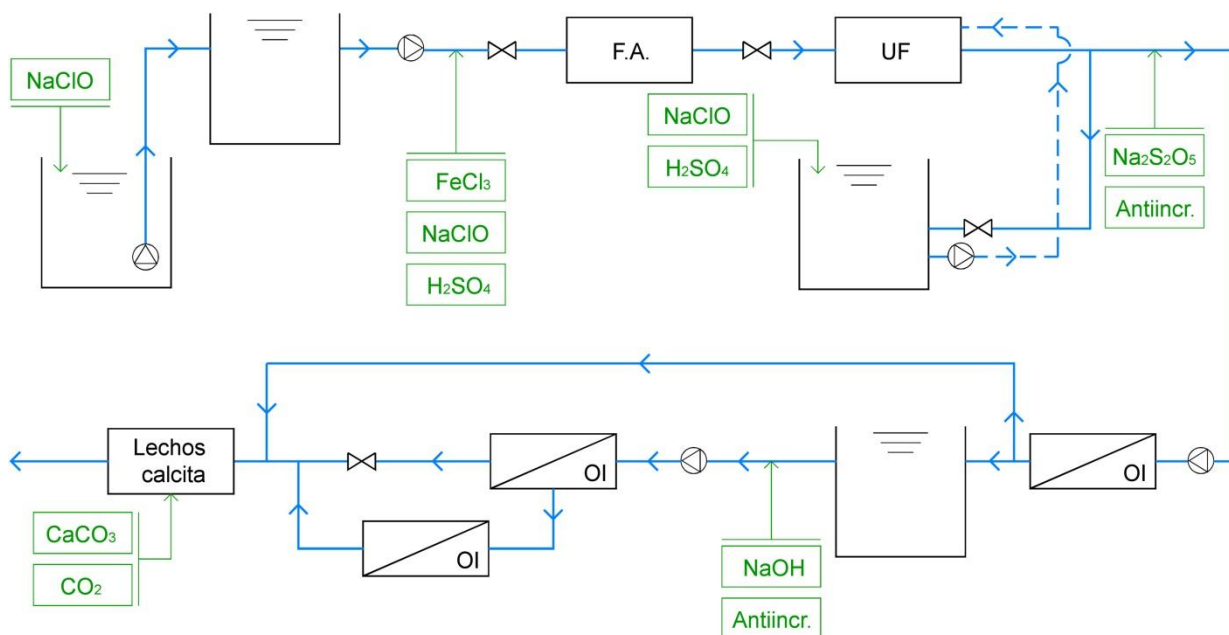 NaClO
FeCl₃
NaClO
H₂SO₄
F.A.
NaClO
H₂SO₄
UF
Na₂S₂O₅
Antiincr.
Lechos
calcita
CaCO₃
CO₂
OI
OI
NaOH
Antiincr.
OI